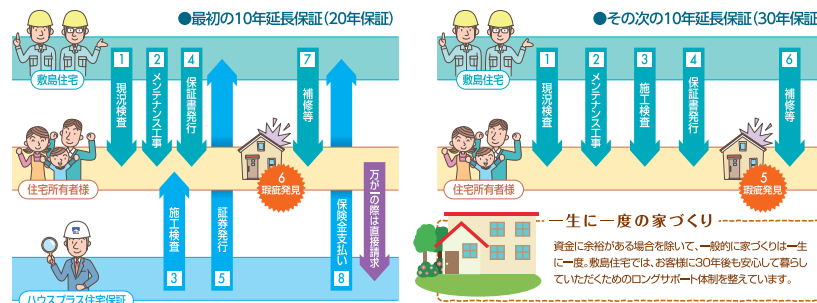 ●最初の10年延長保証（20年保証）
敷島住宅
1 現況検査
2 メンテナンス工事
4 保証書発行
7 補修等
住宅所有者様
6
瑕疵発見
万が一の際は直接請求
施工検査 3
証券発行 5
保険金支払い 8
ハウスプラス住宅保証
●その次の10年延長保証（30年保証
敷島住宅
1 現況検査
2 メンテナンス工事
3 施工検査
4 保証書発行
6 補修等
住宅所有者様
5
瑕疵発見
一生に一度の家づくり
資金に余裕がある場合を除いて、一般的に家づくりは一生
に一度。敷島住宅では、お客様に30年後も安心して暮らし
ていただくためのロングサポート体制を整えています。